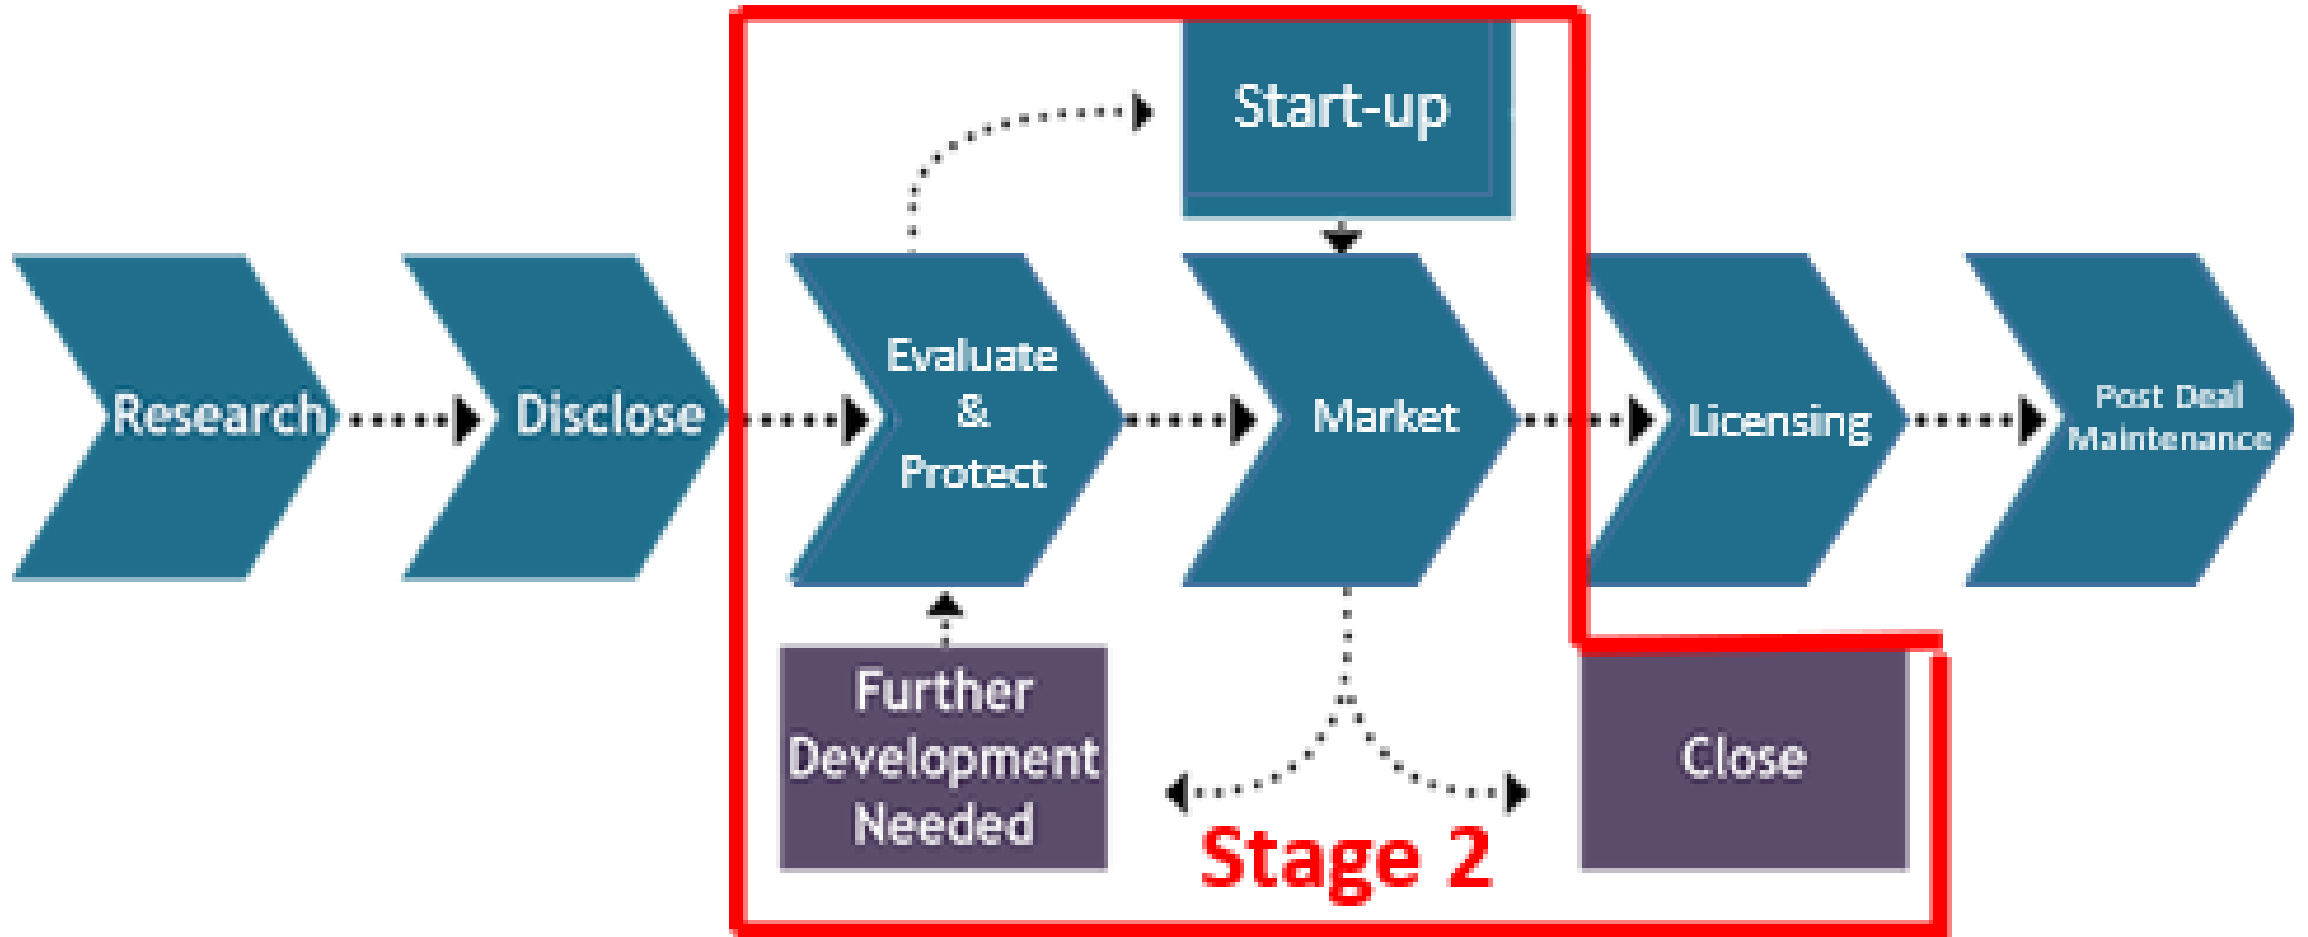 Start-up
Research
Disclose
Evaluate
&
Protect
Market
Licensing
Post Deal
Maintenance
Further
Development
Needed
Close
Stage 2